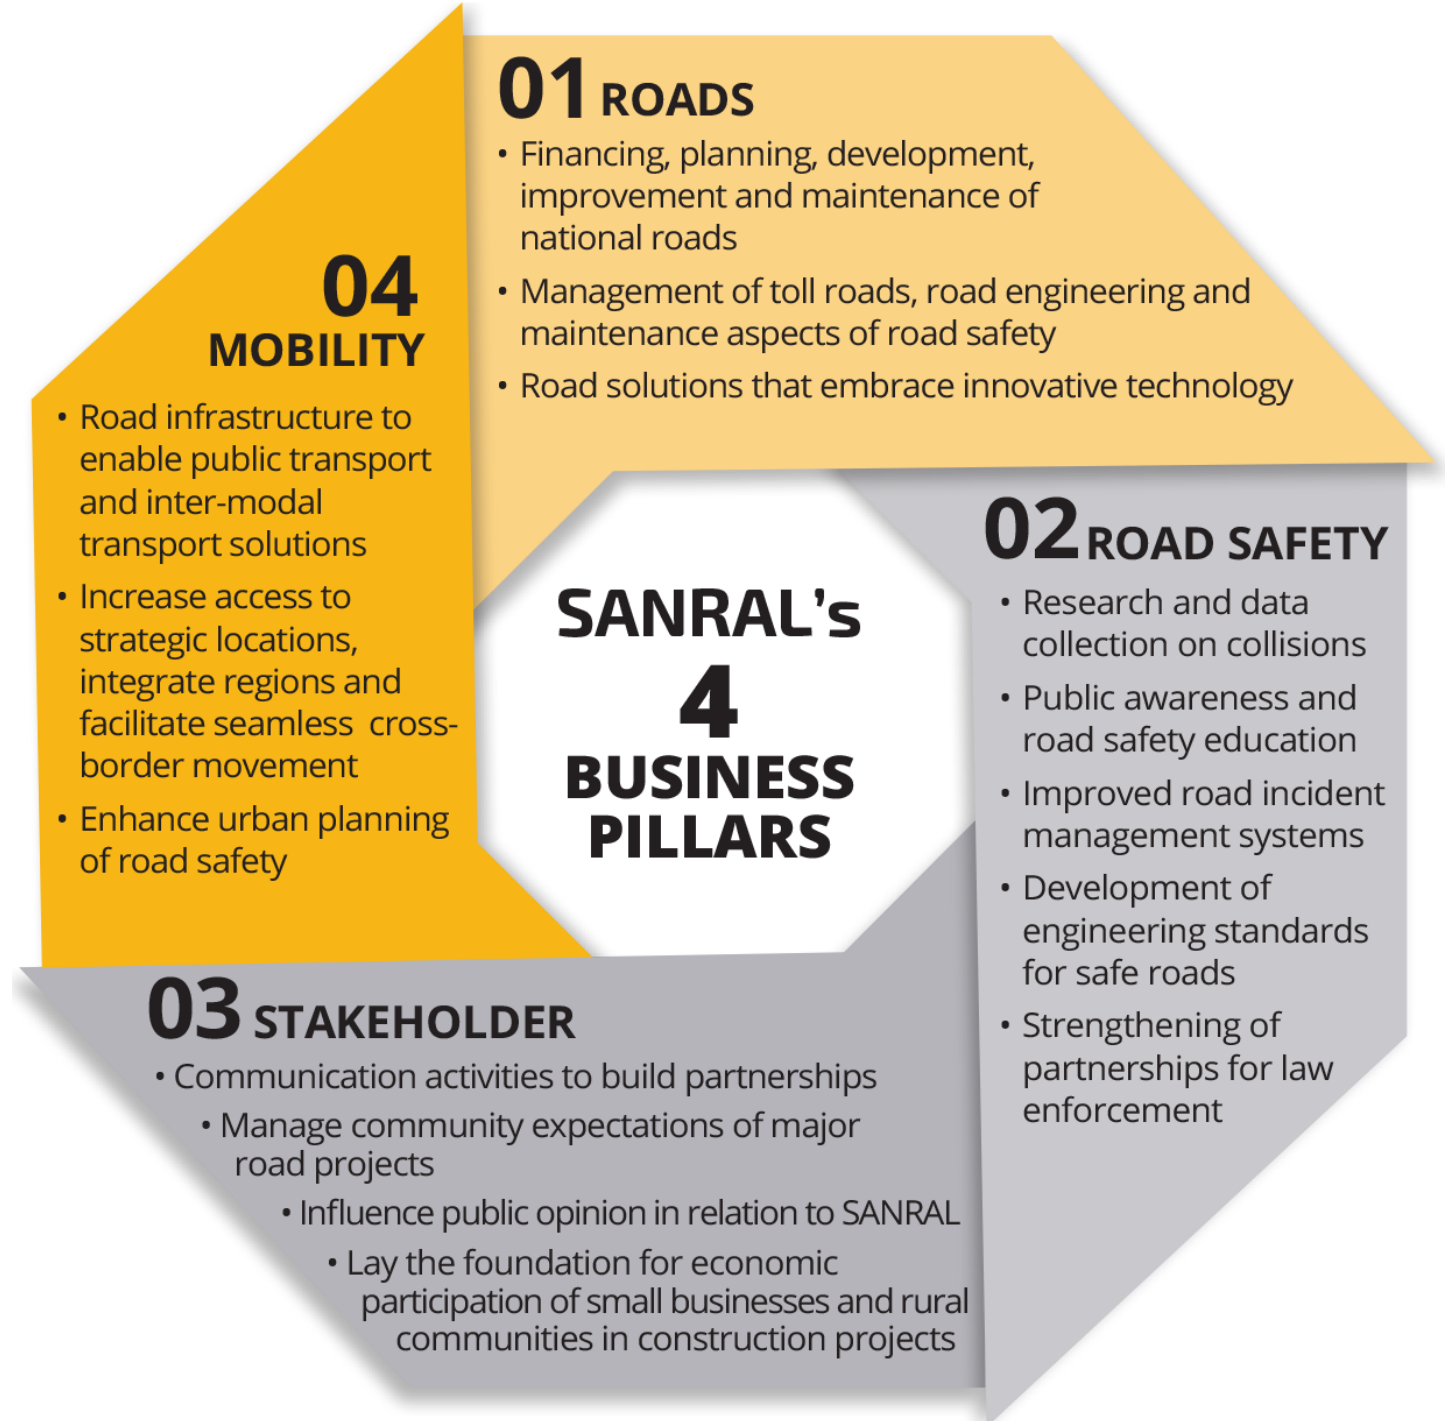 01 ROADS
• Financing, planning, development,
improvement and maintenance of
national roads
• Management of toll roads, road engineering and
maintenance aspects of road safety
• Road solutions that embrace innovative technology
02 ROAD SAFETY
• Research and data
collection on collisions
• Public awareness and
road safety education
• Improved road incident
management systems
• Development of
engineering standards
for safe roads
• Strengthening of
partnerships for law
enforcement
03 STAKEHOLDER
• Communication activities to build partnerships
• Manage community expectations of major
road projects
• Influence public opinion in relation to SANRAL
• Lay the foundation for economic
participation of small businesses and rural
communities in construction projects
04
MOBILITY
• Road infrastructure to
enable public transport
and inter-modal
transport solutions
• Increase access to
strategic locations,
integrate regions and
facilitate seamless cross-
border movement
• Enhance urban planning
of road safety
SANRAL's
4
BUSINESS
PILLARS